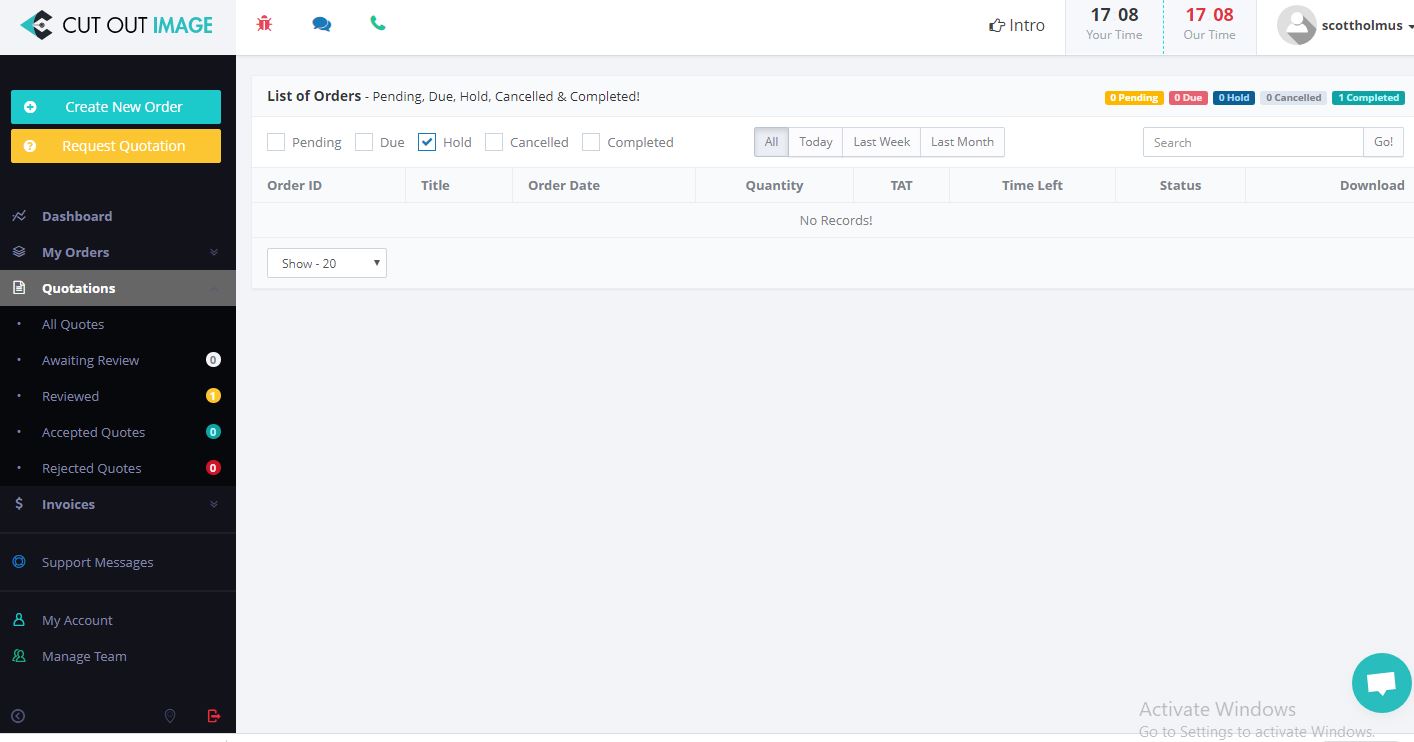 CUT OUT IMAGE
Intro
17 08
Your Time
17 08
Our Time
scottholmus
Create New Order
Request Quotation
Dashboard
My Orders
Quotations
All Quotes
Awaiting Review 0
Reviewed 1
Accepted Quotes 0
Rejected Quotes 0
Invoices
Support Messages
My Account
Manage Team
List of Orders - Pending, Due, Hold, Cancelled & Completed!
0 Pending 0 Due 0 Hold 0 Cancelled 1 Completed
Pending Due Hold Cancelled Completed
All Today Last Week Last Month
Search Go!
Order ID Title Order Date Quantity TAT Time Left Status Download
No Records!
Show - 20
Activate Windows
Go to Settings to activate Windows.